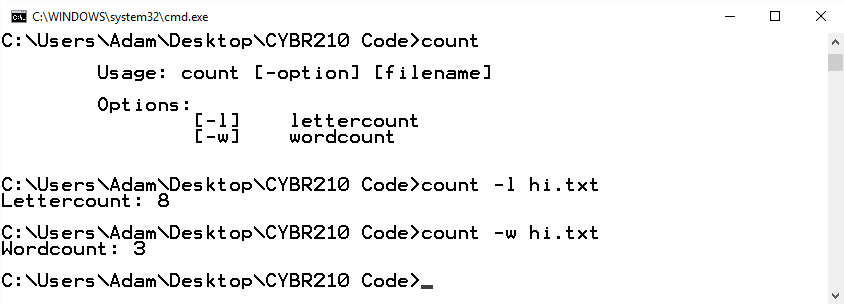 C:\WINDOWS\system32\cmd.exe
C:\Users\Adam\Desktop\CYBR210 Code>count
Usage: count [-option] [filename]
Options:
[-l] lettercount
[-w] wordcount
C:\Users\Adam\Desktop\CYBR210 Code>count -l hi.txt
Lettercount: 8
C:\Users\Adam\Desktop\CYBR210 Code>count -w hi.txt
Wordcount: 3
C:\Users\Adam\Desktop\CYBR210 Code>_